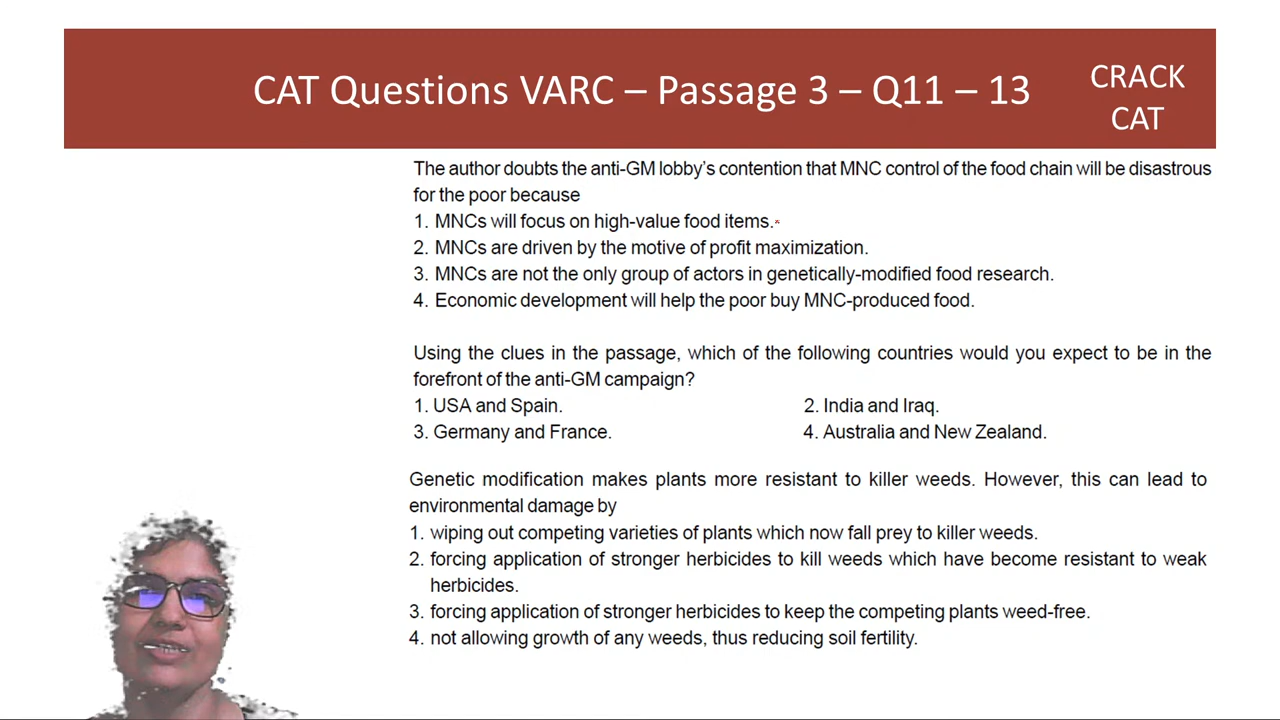 CAT Questions VARC – Passage 3 – Q11 – 13
CRACK
CAT
The author doubts the anti-GM lobby's contention that MNC control of the food chain will be disastrous
for the poor because
1. MNCs will focus on high-value food items.
2. MNCs are driven by the motive of profit maximization.
3. MNCs are not the only group of actors in genetically-modified food research.
4. Economic development will help the poor buy MNC-produced food.
Using the clues in the passage, which of the following countries would you expect to be in the
forefront of the anti-GM campaign?
1. USA and Spain. 2. India and Iraq.
3. Germany and France. 4. Australia and New Zealand.
Genetic modification makes plants more resistant to killer weeds. However, this can lead to
environmental damage by
1. wiping out competing varieties of plants which now fall prey to killer weeds.
2. forcing application of stronger herbicides to kill weeds which have become resistant to weak
herbicides.
3. forcing application of stronger herbicides to keep the competing plants weed-free.
4. not allowing growth of any weeds, thus reducing soil fertility.